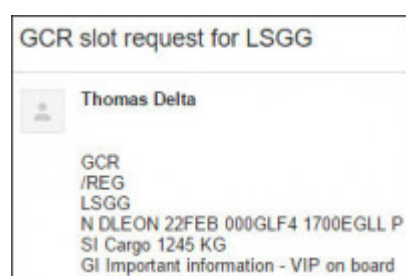 GCR slot request for LSGG
Thomas Delta
GCR
/REG
LSGG
N DLEON 22FEB 000GLF4 1700EGLL P
SI Cargo 1245 KG
GI Important information - VIP on board